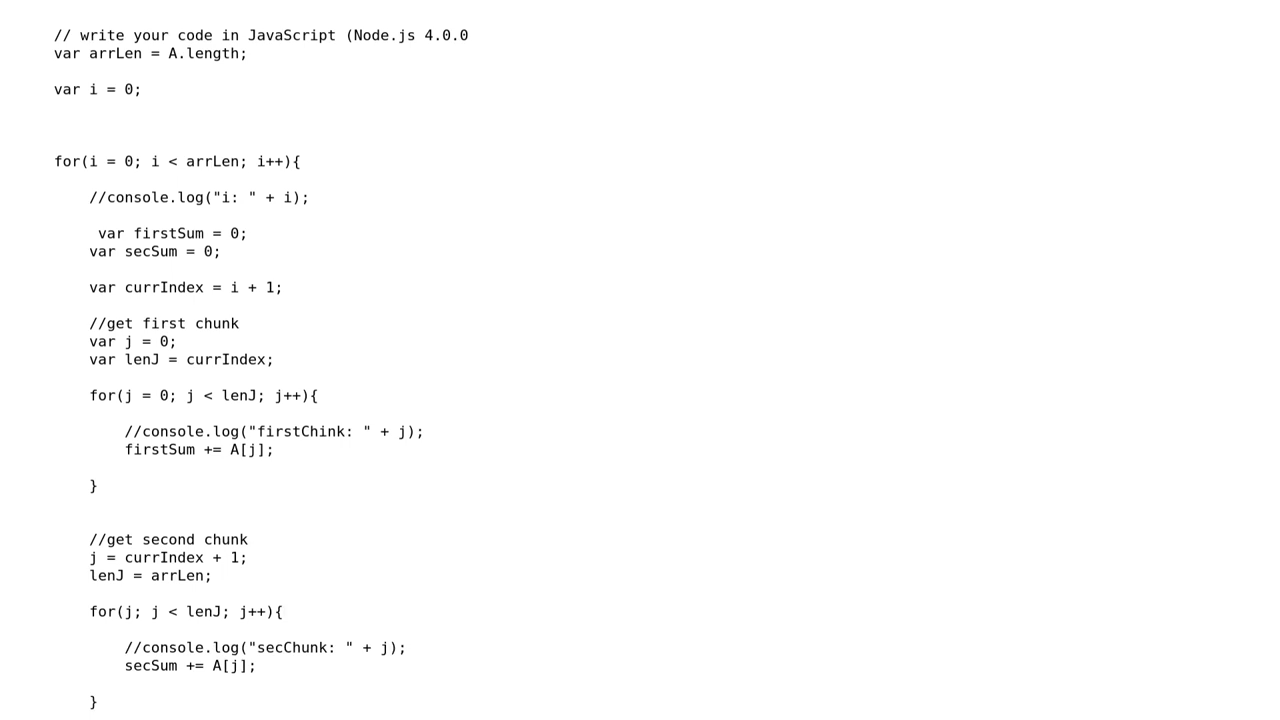 // write your code in JavaScript (Node.js 4.0.0
var arrLen = A.length;
var i = 0;
for(i = 0; i < arrLen; i++){
//console.log("i: " + i);
var firstSum = 0;
var secSum = 0;
var currIndex = i + 1;
//get first chunk
var j = 0;
var lenJ = currIndex;
for(j = 0; j < lenJ; j++){
//console.log("firstChink: " + j);
firstSum += A[j];
}
//get second chunk
j = currIndex + 1;
lenJ = arrLen;
for(j; j < lenJ; j++){
//console.log("secChunk: " + j);
secSum += A[j];
}